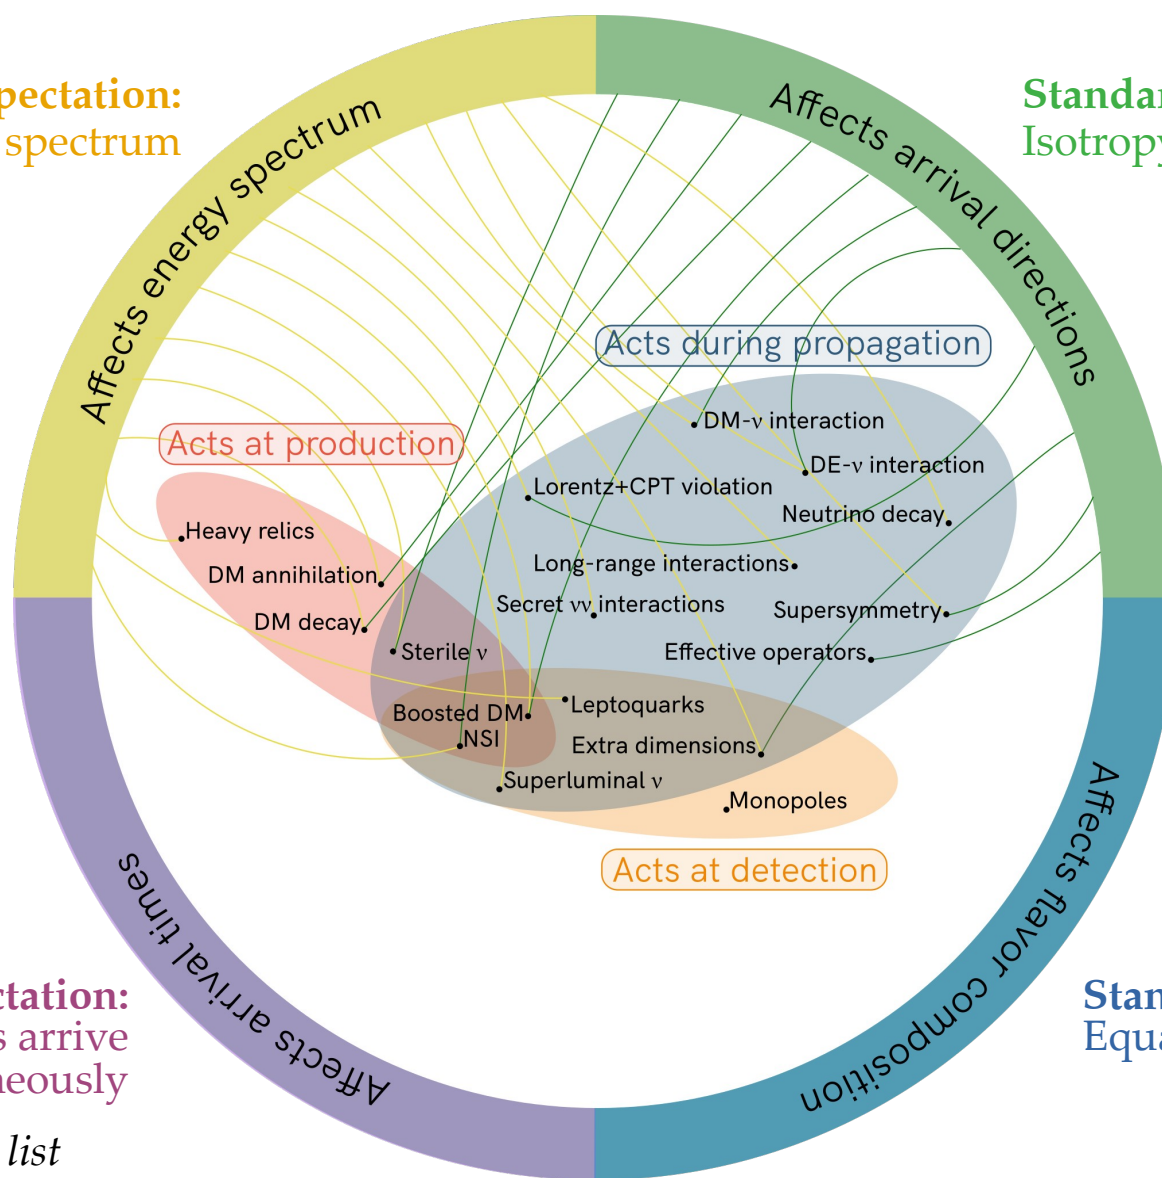 pectation:
spectrum
Standar
Isotropy
Affects energy spectrum
Affects arrival directions
Acts during propagation
Acts at production
DM-ν interaction
DE-ν interaction
Lorentz+CPT violation
Neutrino decay
Heavy relics
Long-range interactions
DM annihilation
Secret νν interactions
Supersymmetry
DM decay
Sterile ν
Effective operators
Leptoquarks
Boosted DM
NSI
Extra dimensions
Superluminal ν
Monopoles
Acts at detection
Affects arrival times
Affects flavor composition
ctation:
s arrive
neously
list
Stan
Equa